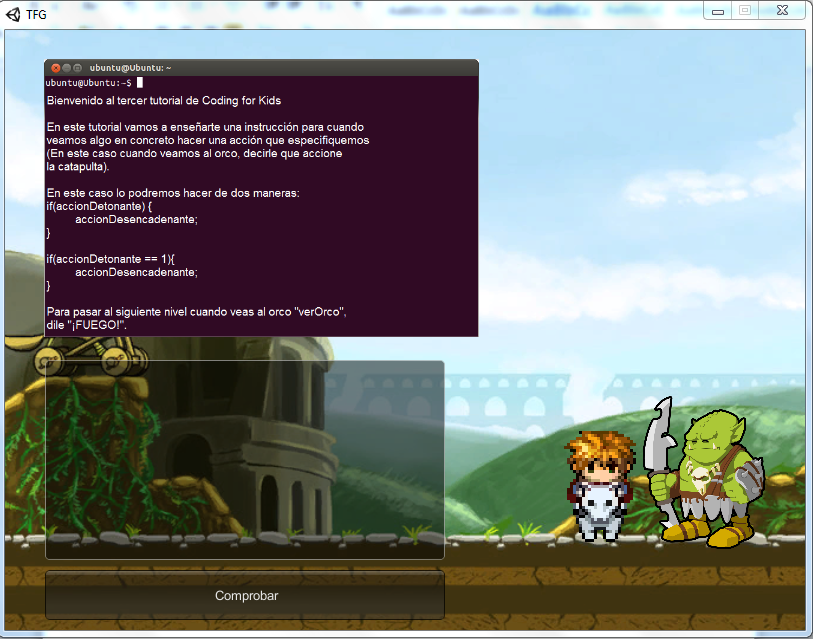 TFG
ubuntu@Ubuntu: ~
ubuntu@Ubuntu:~$
Bienvenido al tercer tutorial de Coding for Kids
En este tutorial vamos a enseñarte una instrucción para cuando
veamos algo en concreto hacer una acción que especifiquemos
(En este caso cuando veamos al orco, decirle que accione
la catapulta).
En este caso lo podremos hacer de dos maneras:
if(accionDetonante) {
accionDesencadenante;
}
if(accionDetonante == 1){
accionDesencadenante;
}
Para pasar al siguiente nivel cuando veas al orco "verOrco",
dile "¡FUEGO!".
Comprobar